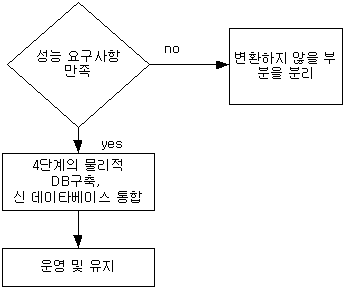 성능 요구사항
만족
no
변환하지 않을 부
분을 분리
yes
4단계의 물리적
DB구축,
신 데이타베이스 통합
운영 및 유지